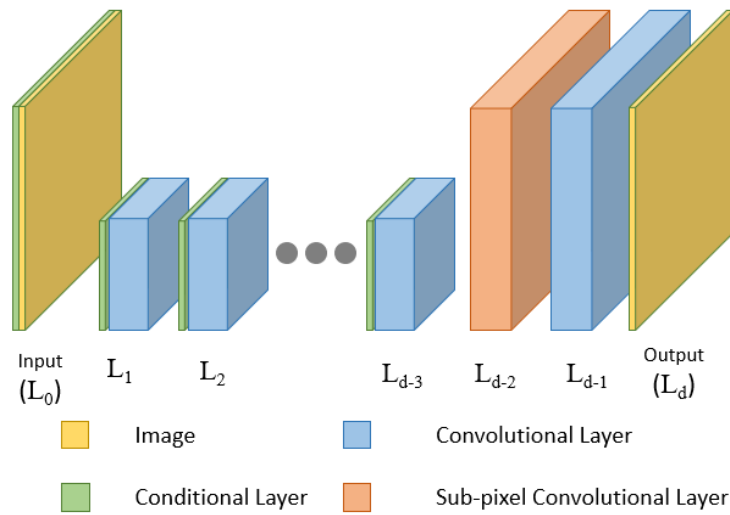 Input
(L0)
L1
L2
Ld-3
Ld-2
Ld-1
Output
(Ld)
Image
Convolutional Layer
Conditional Layer
Sub-pixel Convolutional Layer